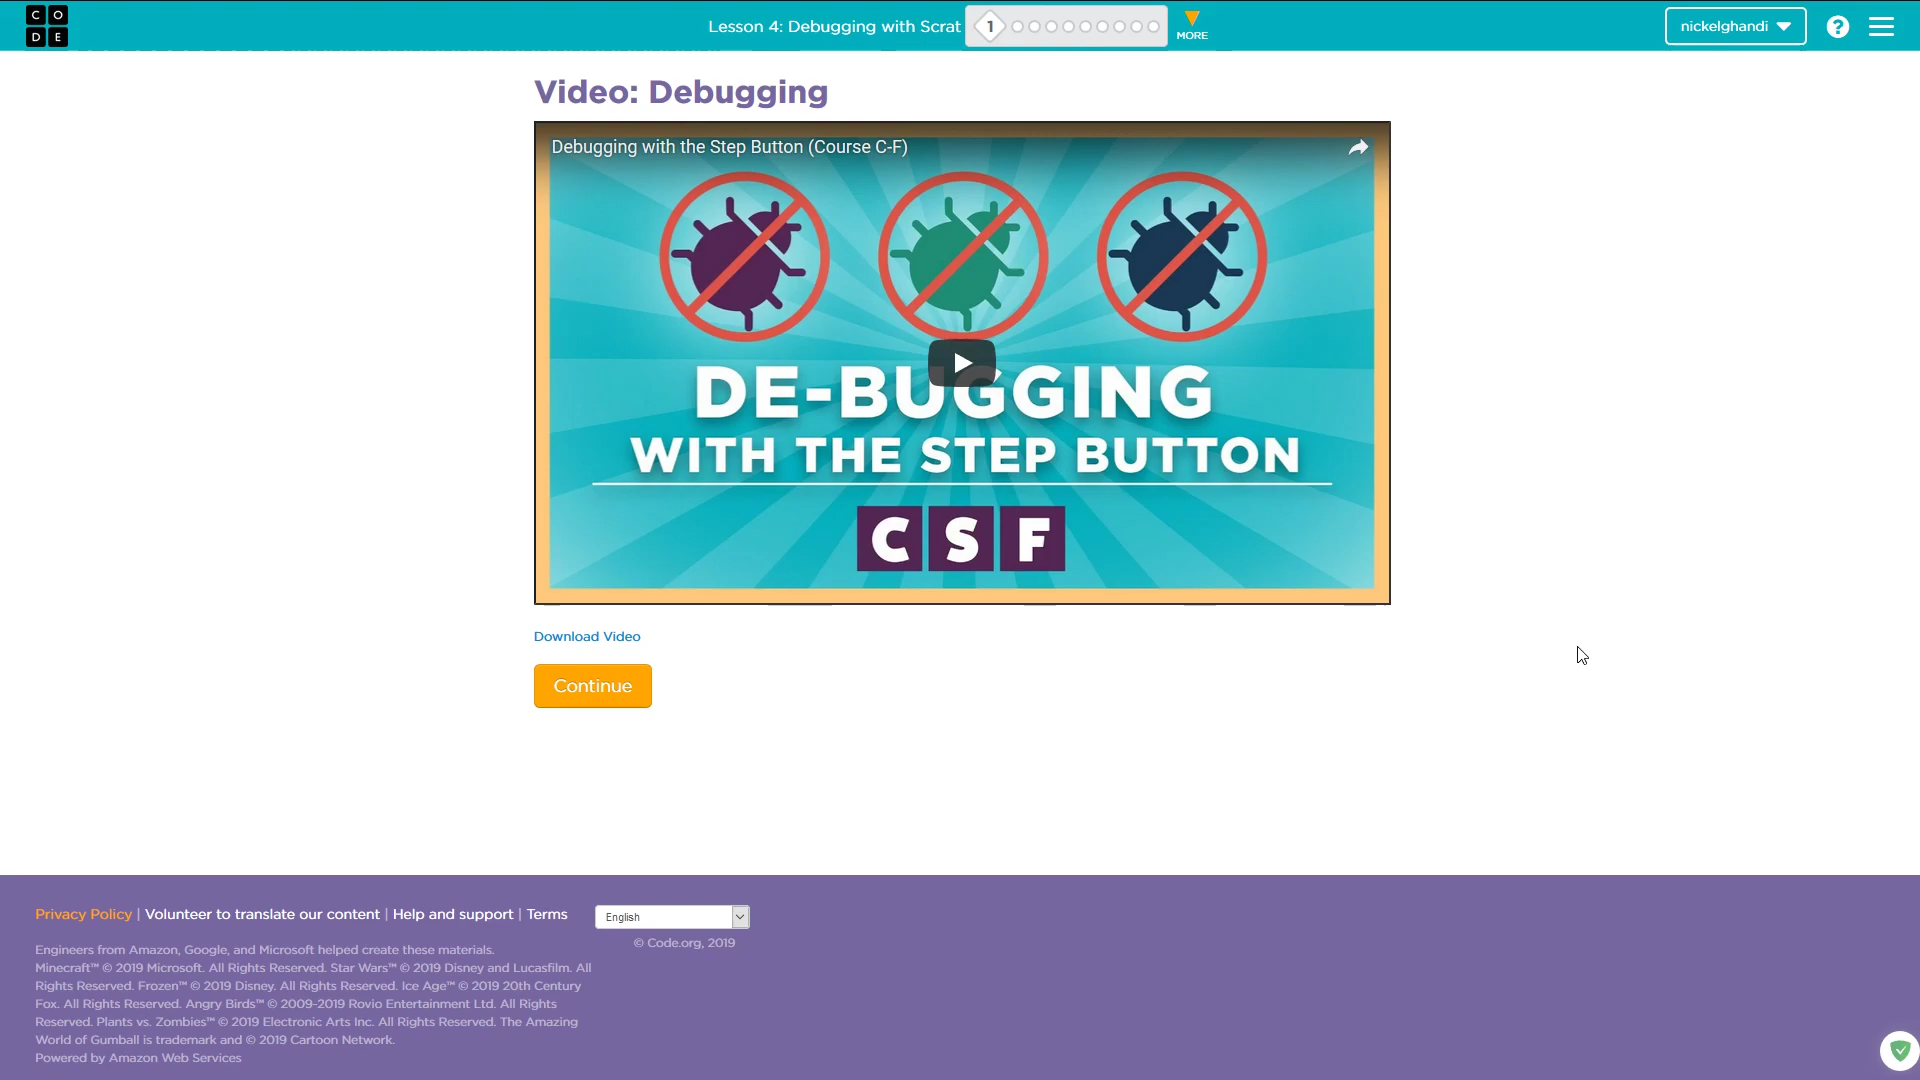 C O
D E
Lesson 4: Debugging with Scrat
1
MORE
nickelghandi
?
Video: Debugging
Debugging with the Step Button (Course C-F)
DE-BUGGING
WITH THE STEP BUTTON
CSF
Download Video
Continue
Privacy Policy | Volunteer to translate our content | Help and support | Terms
English
© Code.org, 2019
Engineers from Amazon, Google, and Microsoft helped create these materials.
Minecraft™ © 2019 Microsoft. All Rights Reserved. Star Wars™ © 2019 Disney and Lucasfilm. All
Rights Reserved. Frozen™ © 2019 Disney. All Rights Reserved. Ice Age™ © 2019 20th Century
Fox. All Rights Reserved. Angry Birds™ © 2009-2019 Rovio Entertainment Ltd. All Rights
Reserved. Plants vs. Zombies™ © 2019 Electronic Arts Inc. All Rights Reserved. The Amazing
World of Gumball is trademark and © 2019 Cartoon Network.
Powered by Amazon Web Services